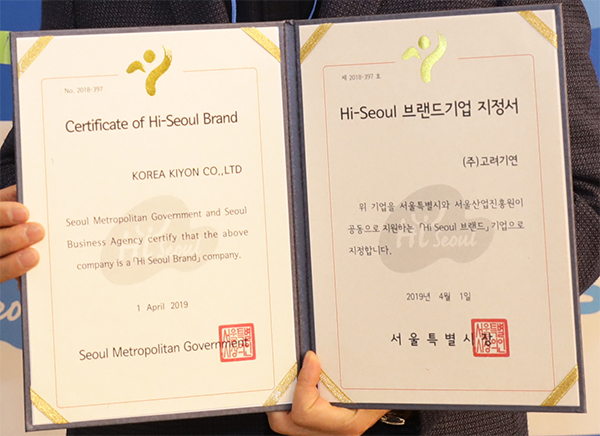 No. 2018-397
Certificate of Hi-Seoul Brand
KOREA KIYON CO.,LTD
Seoul Metropolitan Government and Seoul
Business Agency certify that the above
company is a「Hi Seoul Brand」company.
1 April 2019
Seoul Metropolitan Government
Hi Seoul
제 2018-397 호
Hi-Seoul 브랜드기업 지정서
(주)고려기연
위 기업을 서울특별시와 서울산업진흥원이
공동으로 지원하는「Hi Seoul 브랜드」기업으로
지정합니다.
2019년 4월 1일
서울특별시장
Hi Seoul